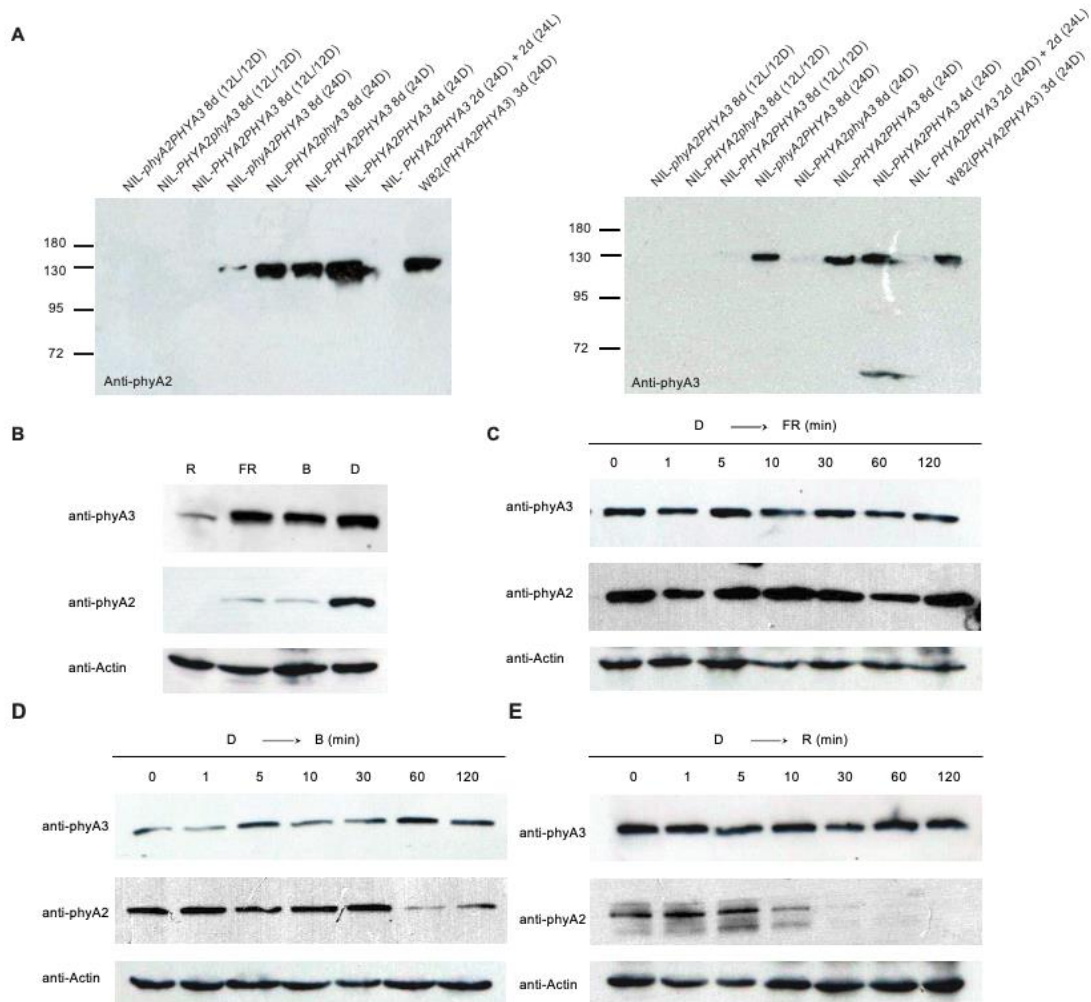 A
NIL-phyA2PHYA3 8d (12L/12D)
NIL-PHYA2phyA3 8d (12L/12D)
NIL-PHYA2PHYA3 8d (12L/12D)
NIL-phyA2PHYA3 8d (24D)
NIL-PHYA2phyA3 8d (24D)
NIL-PHYA2PHYA3 8d (24D)
NIL-PHYA2PHYA3 4d (24D)
NIL- PHYA2PHYA3 2d (24D) + 2d (24L)
W82(PHYA2PHYA3) 3d (24D)
180
130
95
72
Anti-phyA2
NIL-phyA2PHYA3 8d (12L/12D)
NIL-PHYA2phyA3 8d (12L/12D)
NIL-PHYA2PHYA3 8d (12L/12D)
NIL-phyA2PHYA3 8d (24D)
NIL-PHYA2phyA3 8d (24D)
NIL-PHYA2PHYA3 8d (24D)
NIL-PHYA2PHYA3 4d (24D)
NIL- PHYA2PHYA3 2d (24D) + 2d (24L)
W82(PHYA2PHYA3) 3d (24D)
180
130
95
72
Anti-phyA3
B
R FR B D
anti-phyA3
anti-phyA2
anti-Actin
C
D → FR (min)
0 1 5 10 30 60 120
anti-phyA3
anti-phyA2
anti-Actin
D
D → B (min)
0 1 5 10 30 60 120
anti-phyA3
anti-phyA2
anti-Actin
E
D → R (min)
0 1 5 10 30 60 120
anti-phyA3
anti-phyA2
anti-Actin